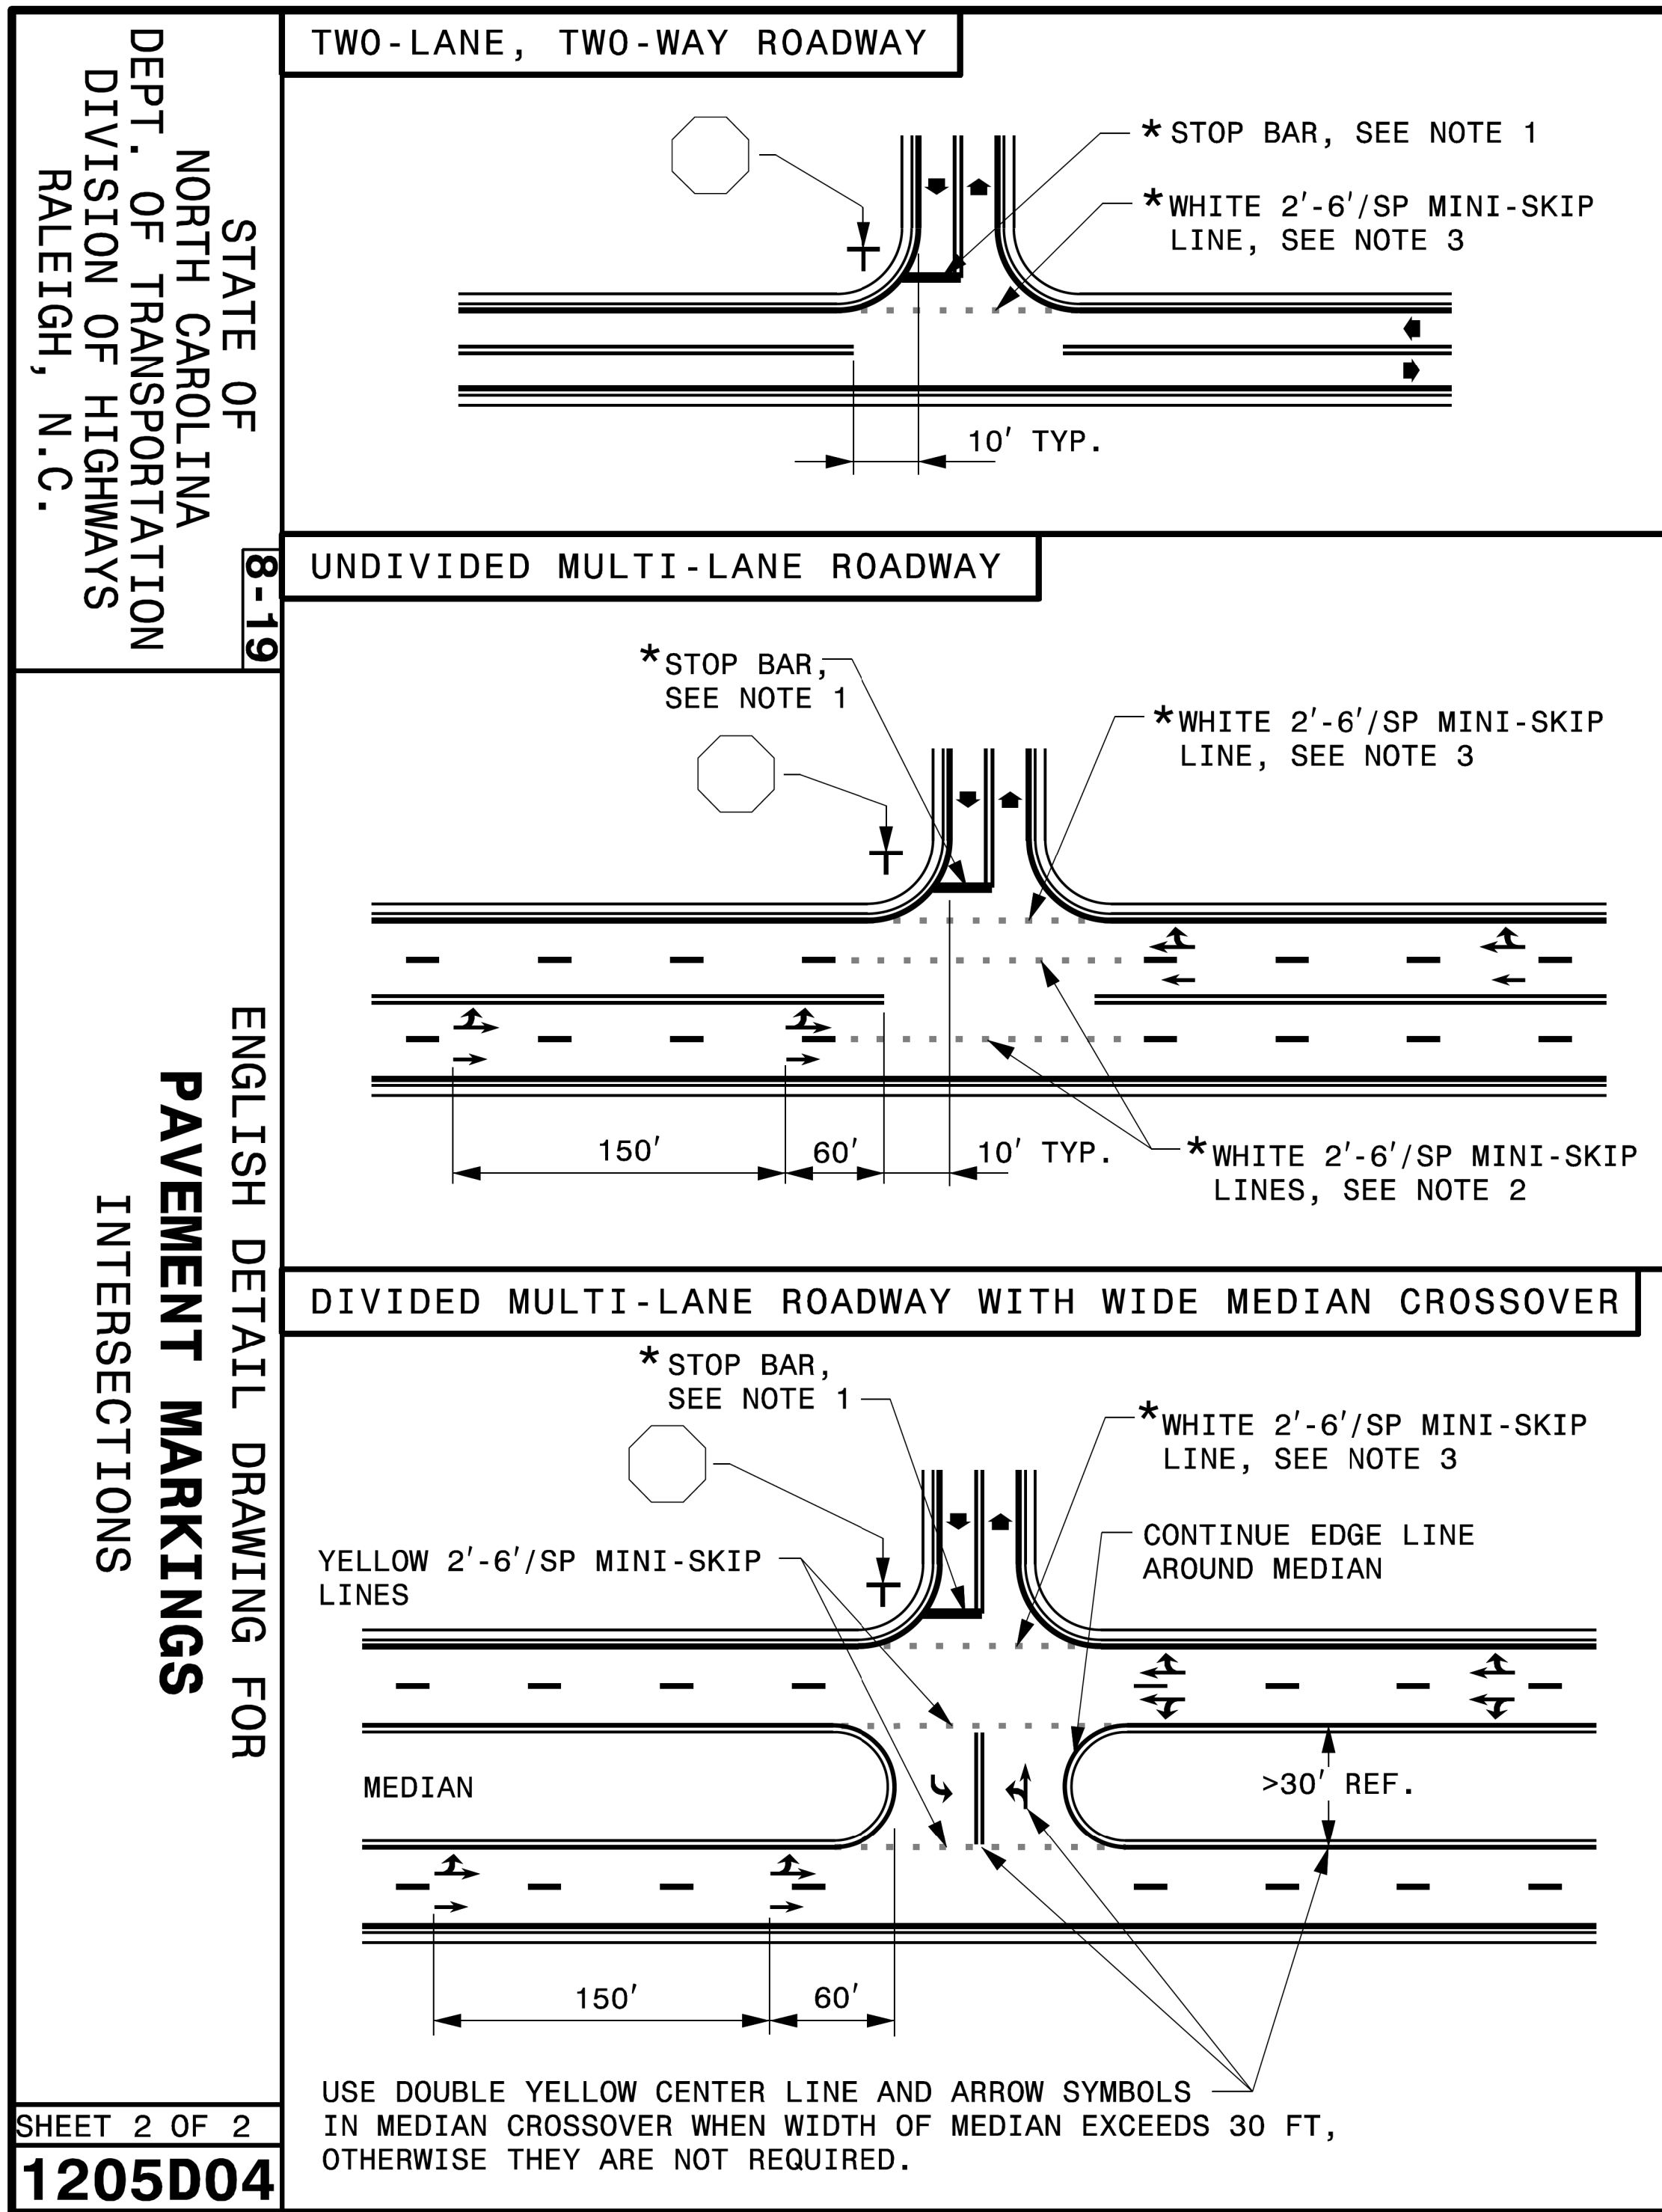 STATE OF
NORTH CAROLINA
DEPT. OF TRANSPORTATION
DIVISION OF HIGHWAYS
RALEIGH, N.C.
8-19
ENGLISH DETAIL DRAWING FOR
PAVEMENT MARKINGS
INTERSECTIONS
SHEET 2 OF 2
1205D04
TWO-LANE, TWO-WAY ROADWAY
*STOP BAR, SEE NOTE 1
*WHITE 2'-6'/SP MINI-SKIP
LINE, SEE NOTE 3
10' TYP.
UNDIVIDED MULTI-LANE ROADWAY
*STOP BAR,
SEE NOTE 1
*WHITE 2'-6'/SP MINI-SKIP
LINE, SEE NOTE 3
150'
60'
10' TYP.
*WHITE 2'-6'/SP MINI-SKIP
LINES, SEE NOTE 2
DIVIDED MULTI-LANE ROADWAY WITH WIDE MEDIAN CROSSOVER
*STOP BAR,
SEE NOTE 1
*WHITE 2'-6'/SP MINI-SKIP
LINE, SEE NOTE 3
CONTINUE EDGE LINE
AROUND MEDIAN
YELLOW 2'-6'/SP MINI-SKIP
LINES
MEDIAN
>30' REF.
150'
60'
USE DOUBLE YELLOW CENTER LINE AND ARROW SYMBOLS
IN MEDIAN CROSSOVER WHEN WIDTH OF MEDIAN EXCEEDS 30 FT,
OTHERWISE THEY ARE NOT REQUIRED.